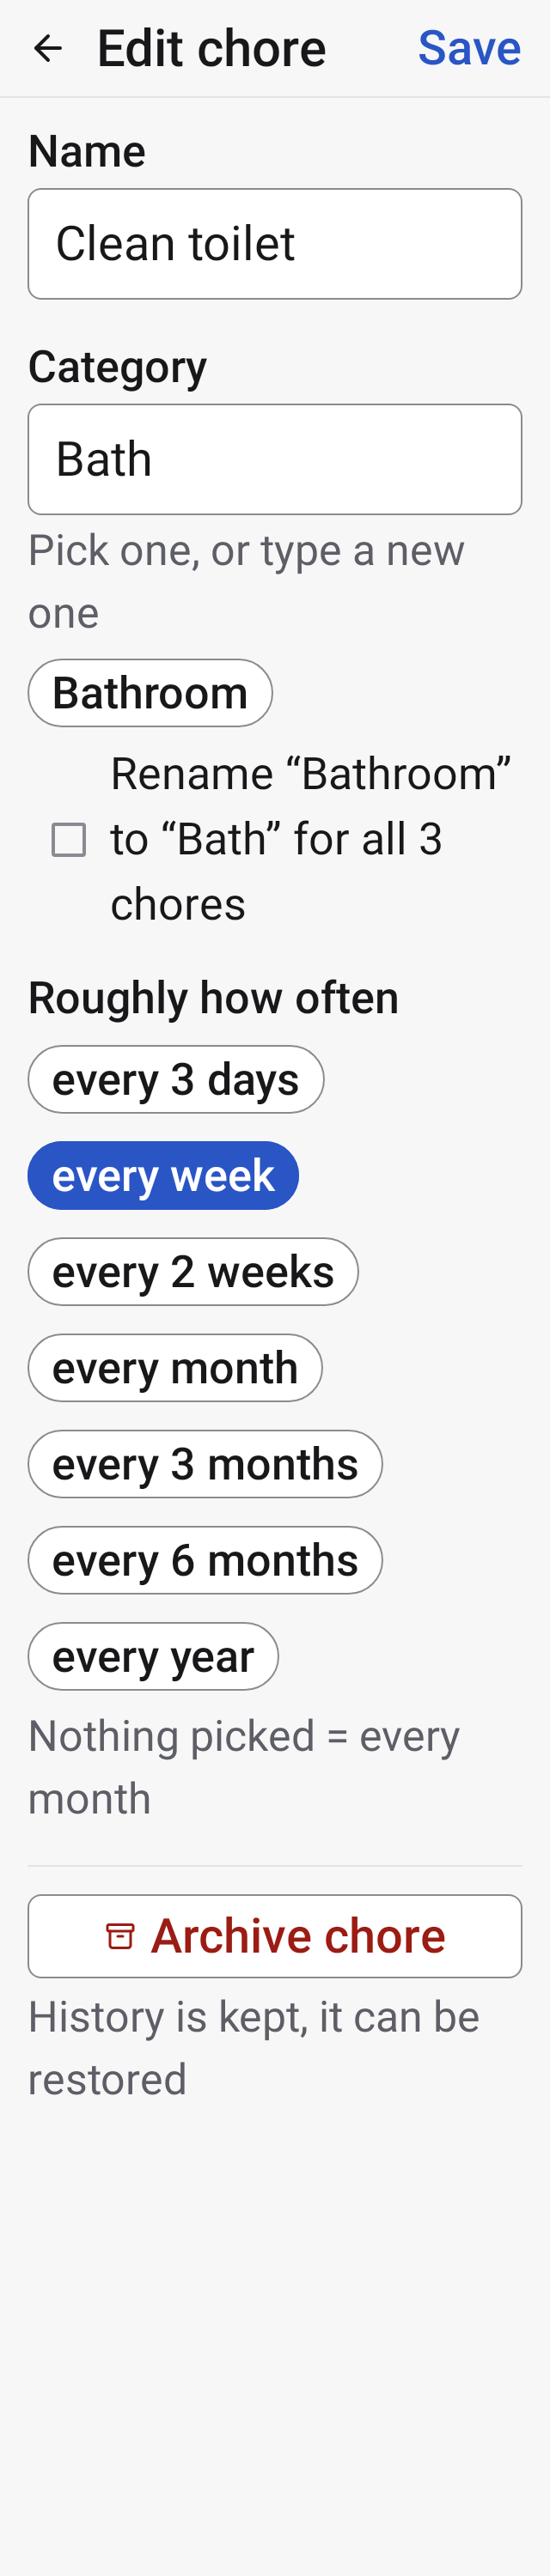 Edit chore
Save
Name
Clean toilet
Category
Bath
Pick one, or type a new
one
Bathroom
Rename “Bathroom”
to “Bath” for all 3
chores
Roughly how often
every 3 days
every week
every 2 weeks
every month
every 3 months
every 6 months
every year
Nothing picked = every
month
Archive chore
History is kept, it can be
restored